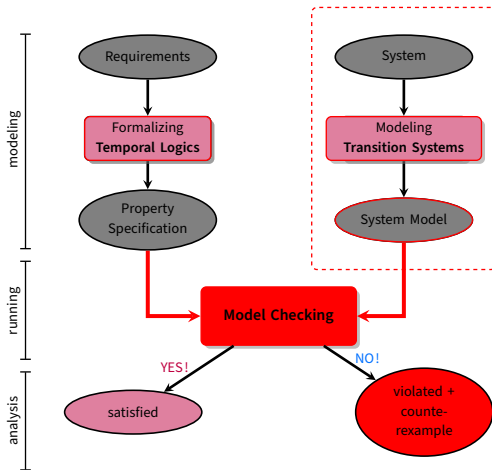 modeling
Requirements
System
Formalizing
Temporal Logics
Modeling
Transition Systems
Property
Specification
System Model
running
Model Checking
YES!
NO!
analysis
satisfied
violated +
counte-
rexample